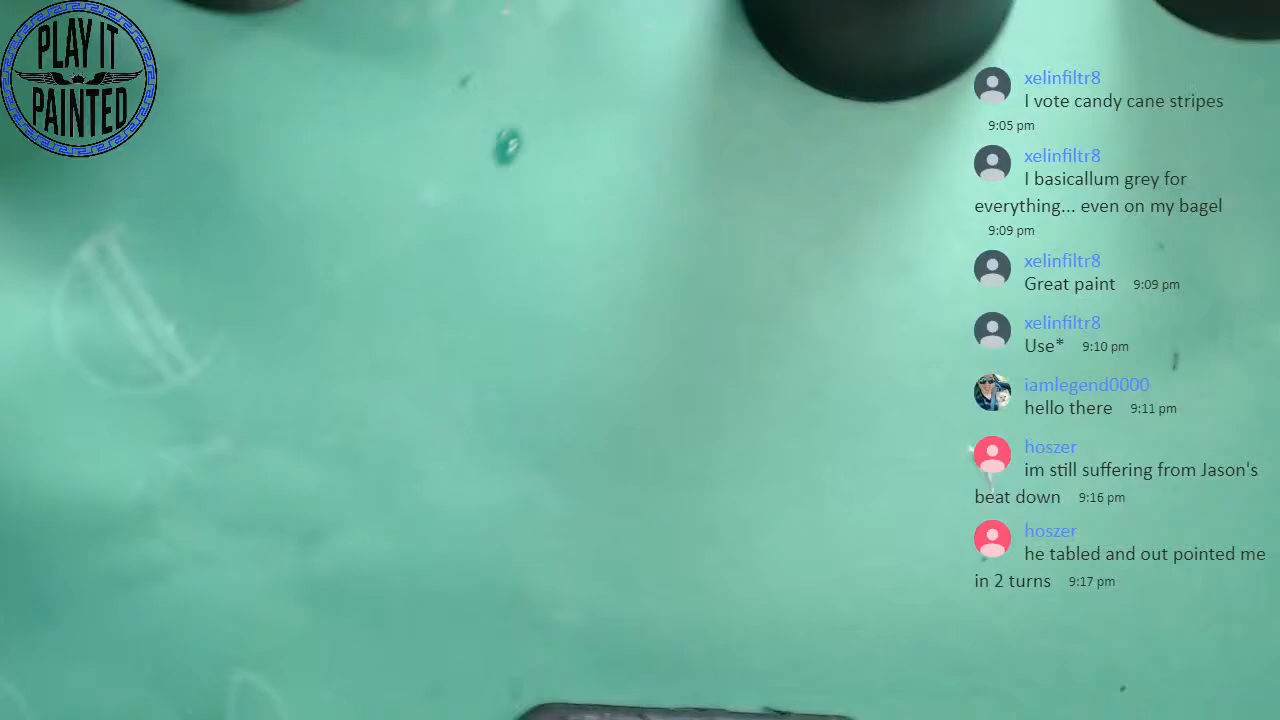 PLAY IT
PAINTED
xelinfiltr8
I vote candy cane stripes
9:05 pm
xelinfiltr8
I basicallum grey for
everything... even on my bagel
9:09 pm
xelinfiltr8
Great paint 9:09 pm
xelinfiltr8
Use* 9:10 pm
iamlegend0000
hello there 9:11 pm
hoszer
im still suffering from Jason's
beat down 9:16 pm
hoszer
he tabled and out pointed me
in 2 turns 9:17 pm